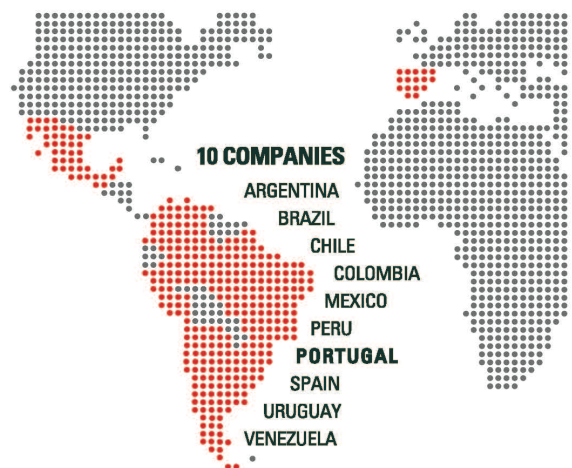 10 COMPANIES
ARGENTINA
BRAZIL
CHILE
COLOMBIA
MEXICO
PERU
PORTUGAL
SPAIN
URUGUAY
VENEZUELA